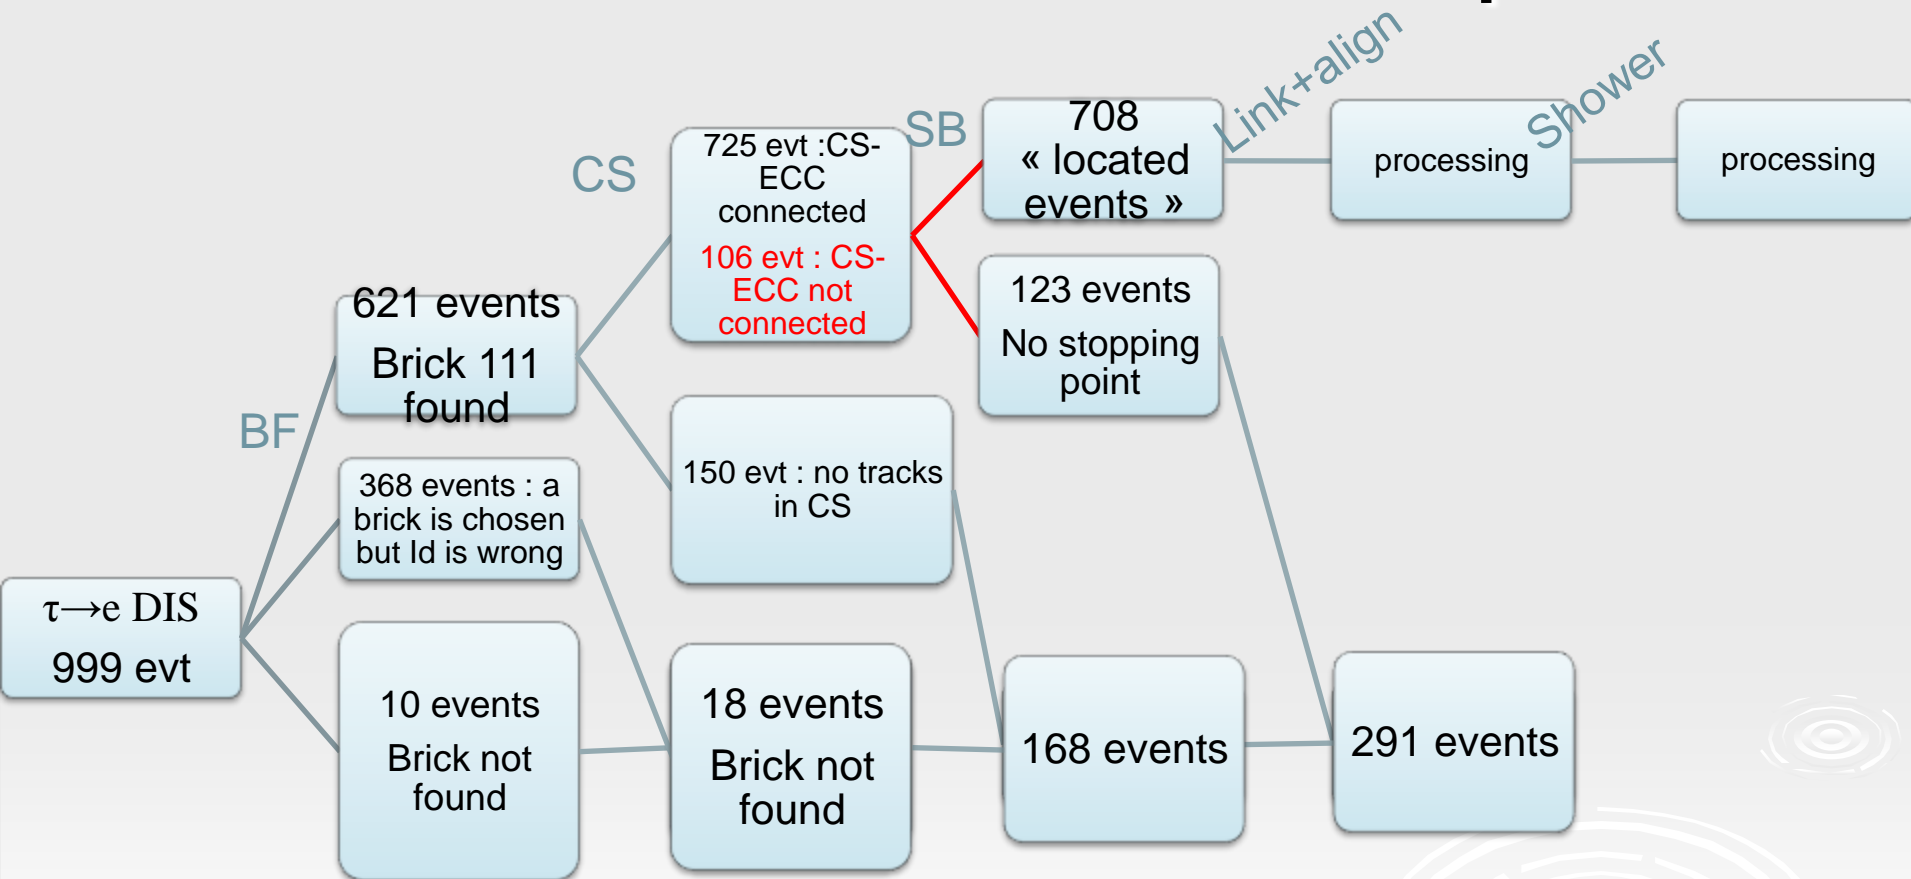 Link+align
Shower
SB
CS
BF
τ→e DIS
999 evt
621 events
Brick 111
found
368 events : a
brick is chosen
but Id is wrong
10 events
Brick not
found
725 evt :CS-
ECC
connected
106 evt : CS-
ECC not
connected
150 evt : no tracks
in CS
18 events
Brick not
found
708
« located
events »
123 events
No stopping
point
168 events
processing
291 events
processing